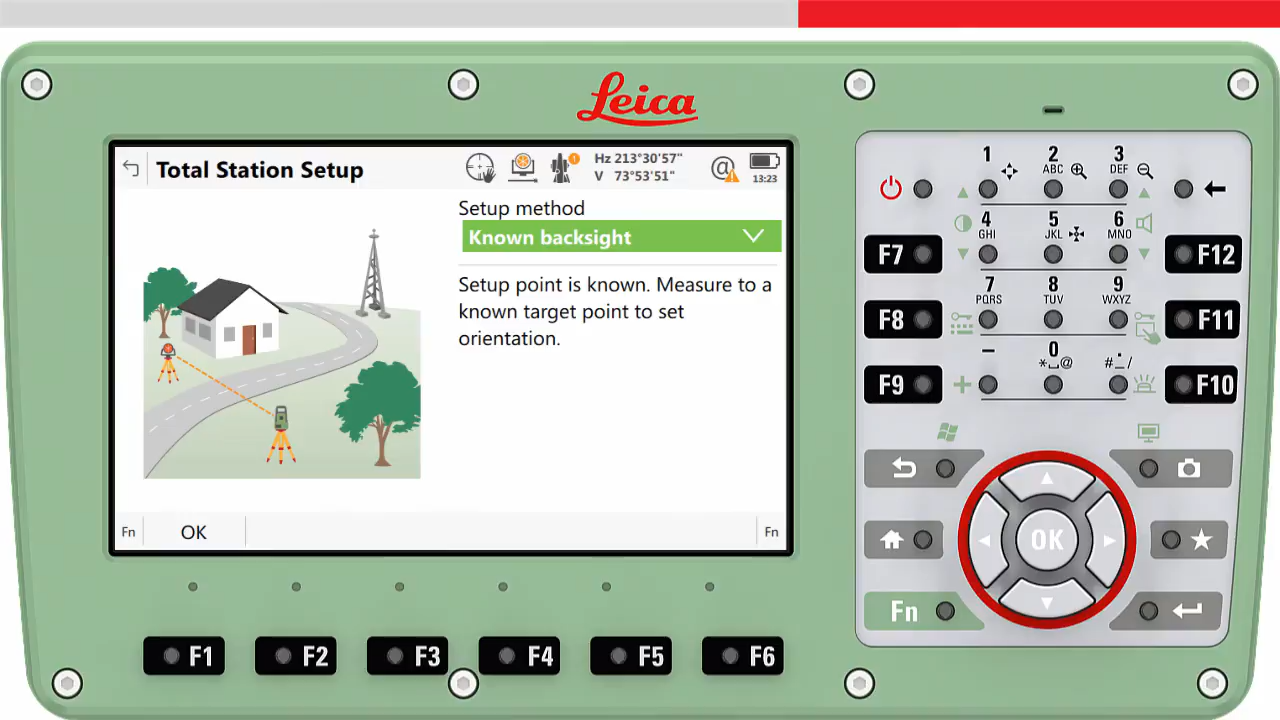 Leica
Total Station Setup
Hz 213°30'57"
V 73°53'51"
@
13:23
Setup method
Known backsight
Setup point is known. Measure to a
known target point to set
orientation.
Fn
OK
Fn
F1
F2
F3
F4
F5
F6
1
2
ABC
3
DEF
4
GHI
5
JKL
6
MNO
F7
F12
7
PQRS
8
TUV
9
WXYZ
F8
F11
–
0
*⎵@
#./
F9
+
F10
OK
Fn